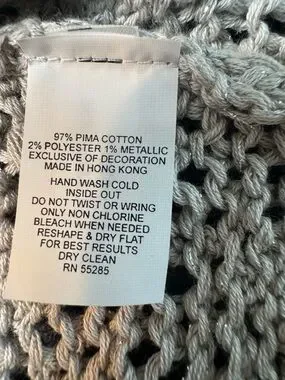 97% PIMA COTTON
2% POLYESTER 1% METALLIC
EXCLUSIVE OF DECORATION
MADE IN HONG KONG
HAND WASH COLD
INSIDE OUT
DO NOT TWIST OR WRING
ONLY NON CHLORINE
BLEACH WHEN NEEDED
RESHAPE & DRY FLAT
FOR BEST RESULTS
DRY CLEAN
RN 55285